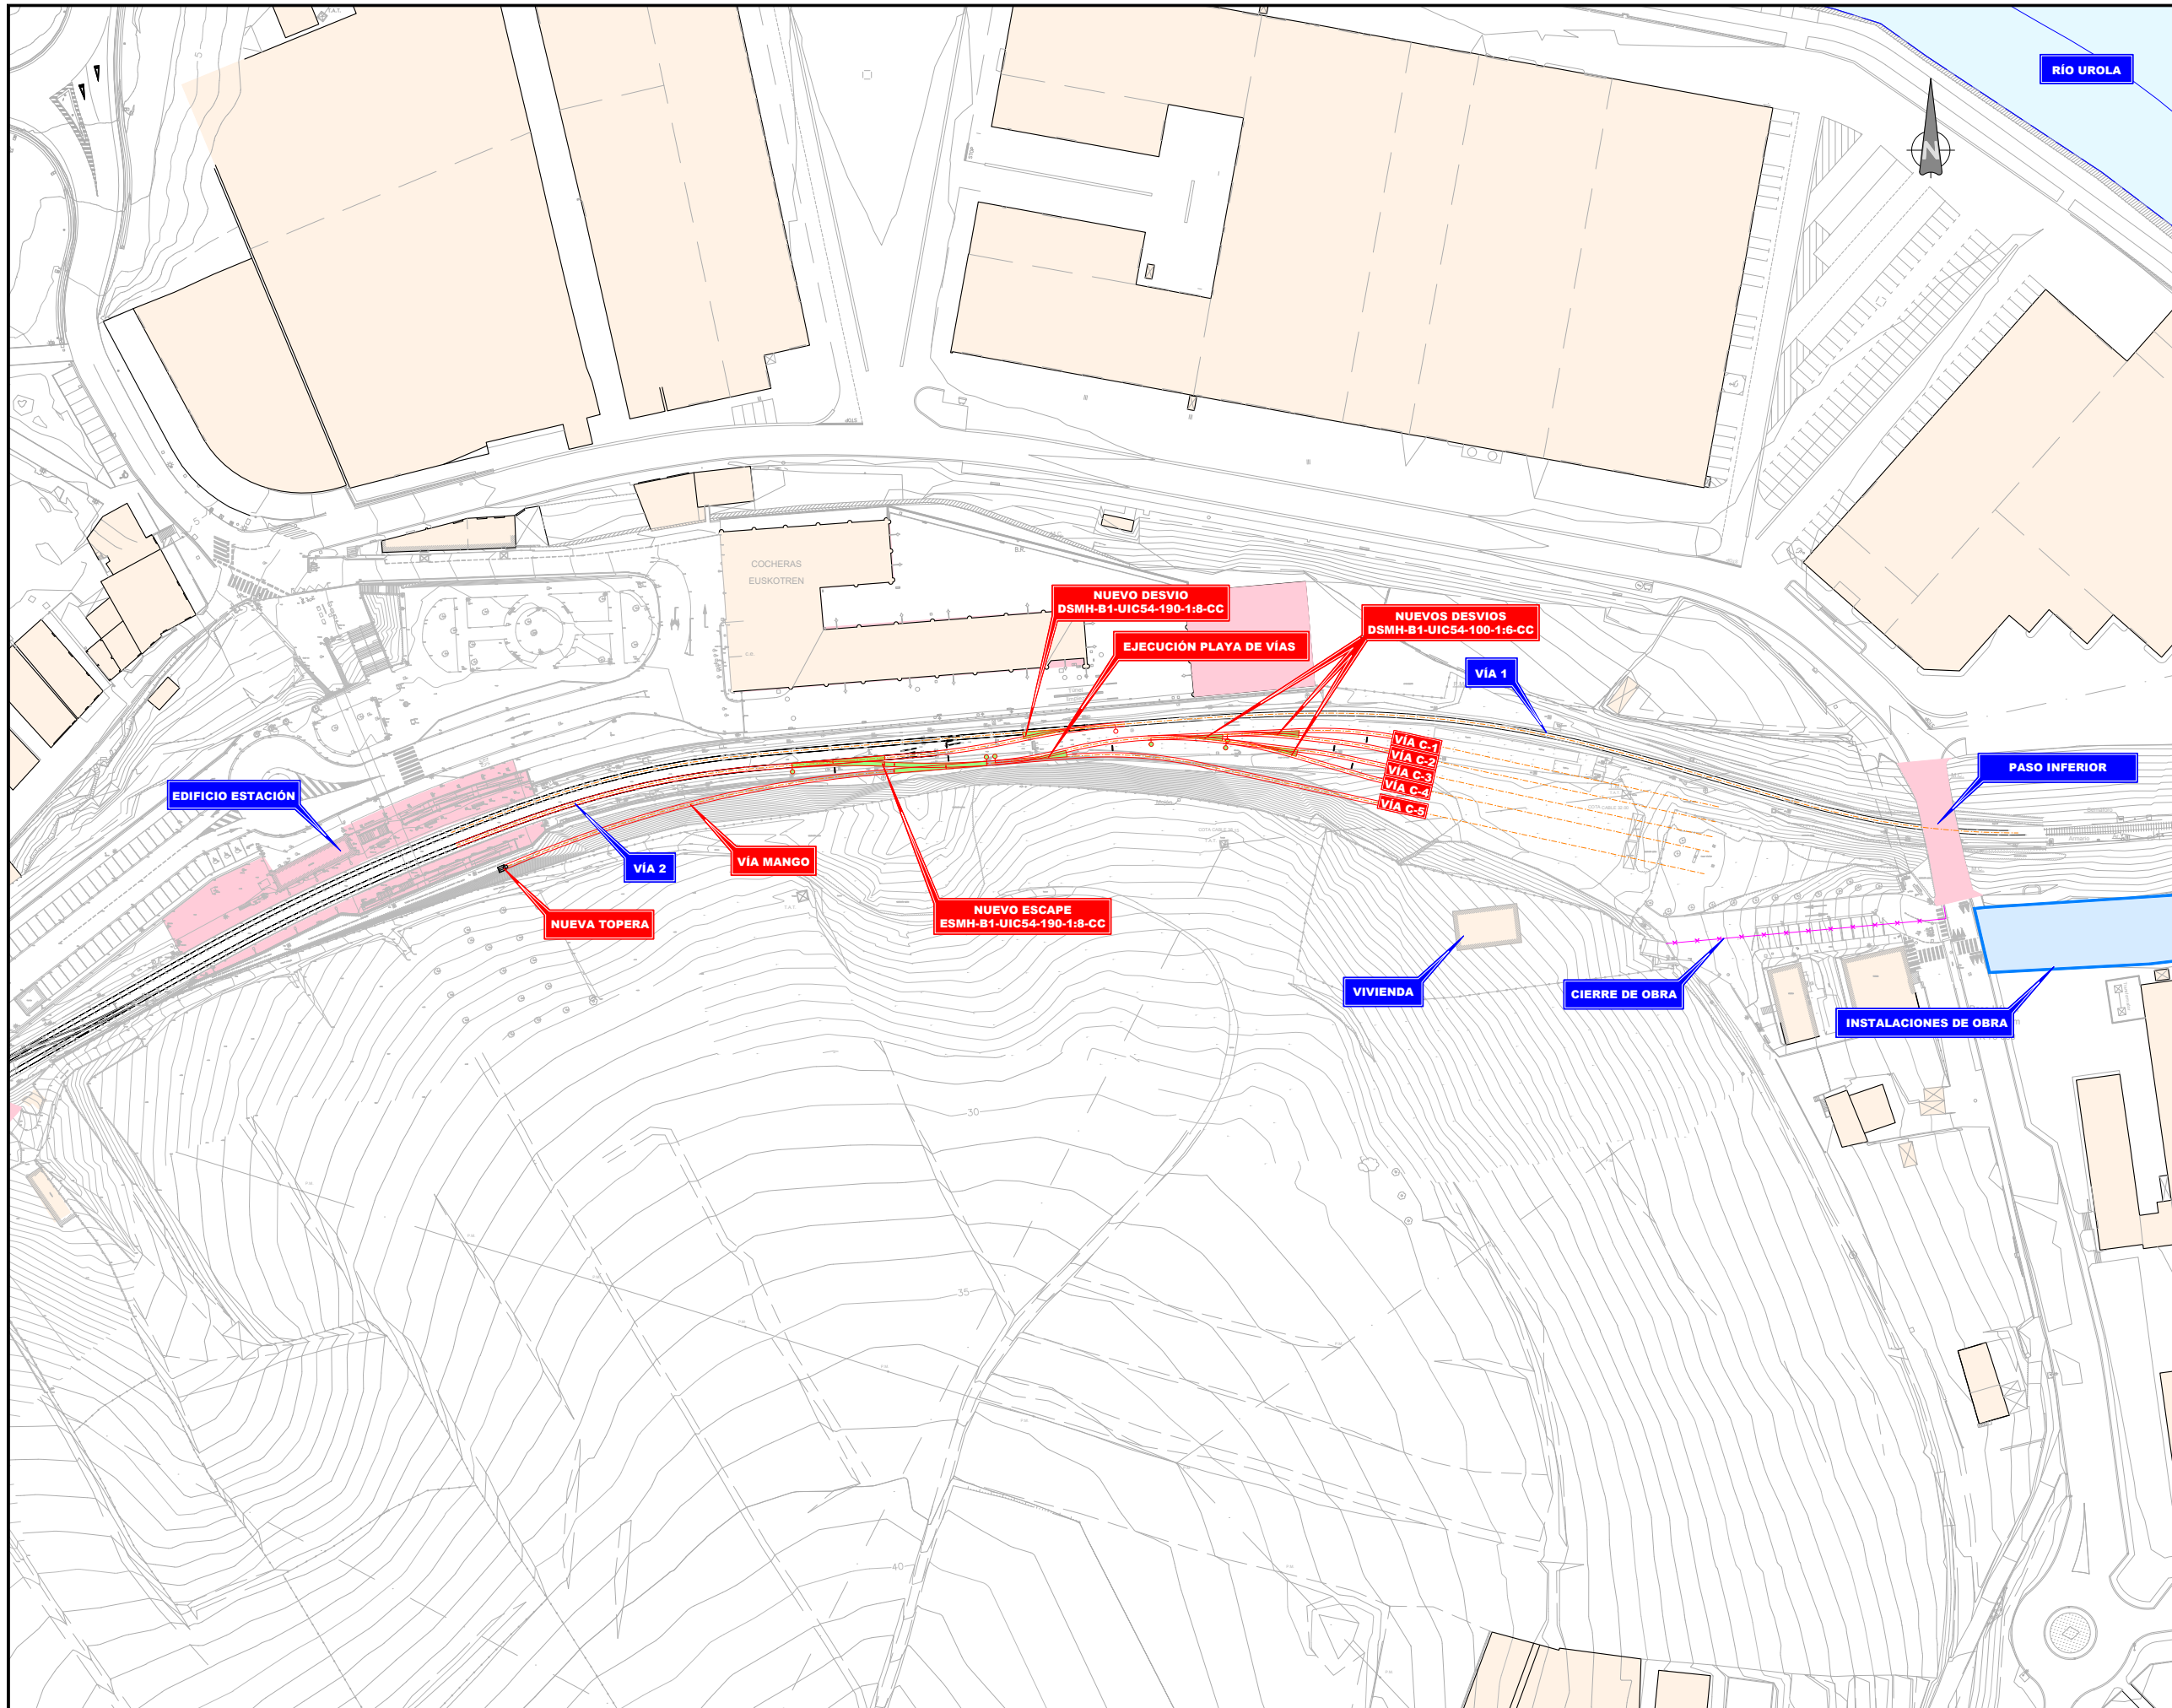 RÍO UROLA
T.A.T.
5
STOP
5
COCHERAS
EUSKOTREN
B.R.
NUEVO DESVIO
DSMH-B1-UIC54-190-1:8-CC
EJECUCIÓN PLAYA DE VÍAS
NUEVOS DESVIOS
DSMH-B1-UIC54-100-1:6-CC
VÍA 1
VÍA C-1
VÍA C-2
VÍA C-3
VÍA C-4
VÍA C-5
PASO INFERIOR
EDIFICIO ESTACIÓN
VÍA 2
VÍA MANGO
NUEVA TOPERA
NUEVO ESCAPE
ESMH-B1-UIC54-190-1:8-CC
T.A.T.
VIVIENDA
CIERRE DE OBRA
INSTALACIONES DE OBRA
30
35
40